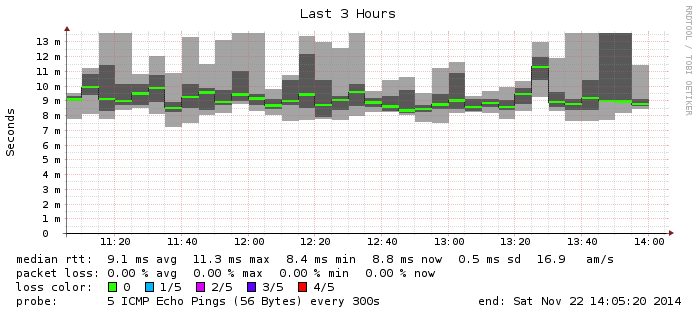 Last 3 Hours
RRDTOOL / TOBI OETIKER
Seconds
13 m
12 m
11 m
10 m
9 m
8 m
7 m
6 m
5 m
4 m
3 m
2 m
1 m
0
11:20 11:40 12:00 12:20 12:40 13:00 13:20 13:40 14:00
median rtt: 9.1 ms avg 11.3 ms max 8.4 ms min 8.8 ms now 0.5 ms sd 16.9 am/s
packet loss: 0.00 % avg 0.00 % max 0.00 % min 0.00 % now
loss color: 0 1/5 2/5 3/5 4/5
probe: 5 ICMP Echo Pings (56 Bytes) every 300s end: Sat Nov 22 14:05:20 2014